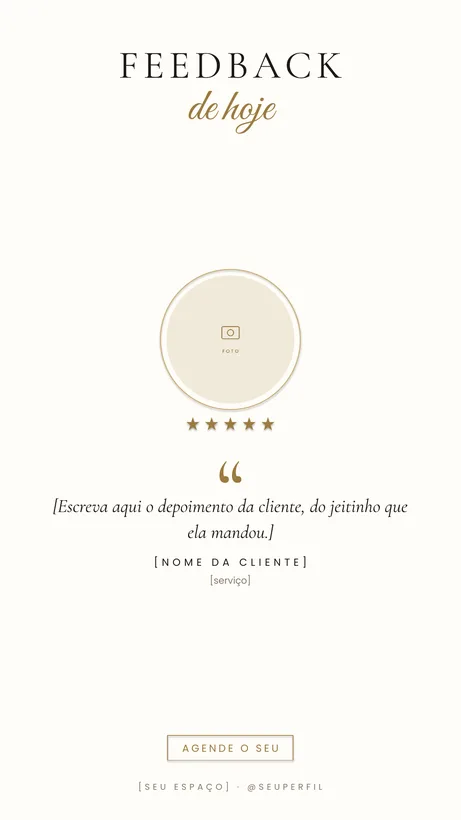 FEEDBACK
de hoje
FOTO
★★★★★
“
[Escreva aqui o depoimento da cliente, do jeitinho que
ela mandou.]
[NOME DA CLIENTE]
[serviço]
AGENDE O SEU
[SEU ESPAÇO] · @SEUPERFIL